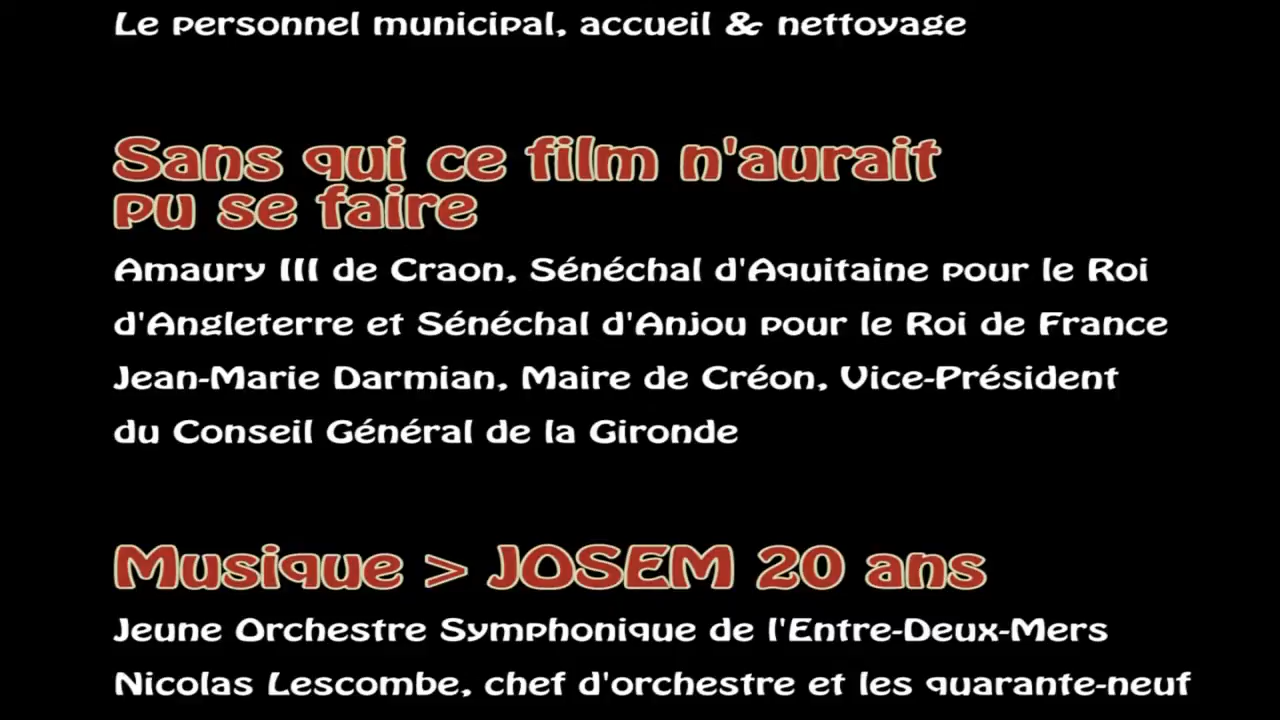 Le personnel municipal, accueil & nettoyage
Sans qui ce film n'aurait
pu se faire
Amaury III de Craon, Sénéchal d'Aquitaine pour le Roi
d'Angleterre et Sénéchal d'Anjou pour le Roi de France
Jean-Marie Darmian, Maire de Créon, Vice-Président
du Conseil Général de la Gironde
Musique > JOSEM 20 ans
Jeune Orchestre Symphonique de l'Entre-Deux-Mers
Nicolas Lescombe, chef d'orchestre et les quarante-neuf